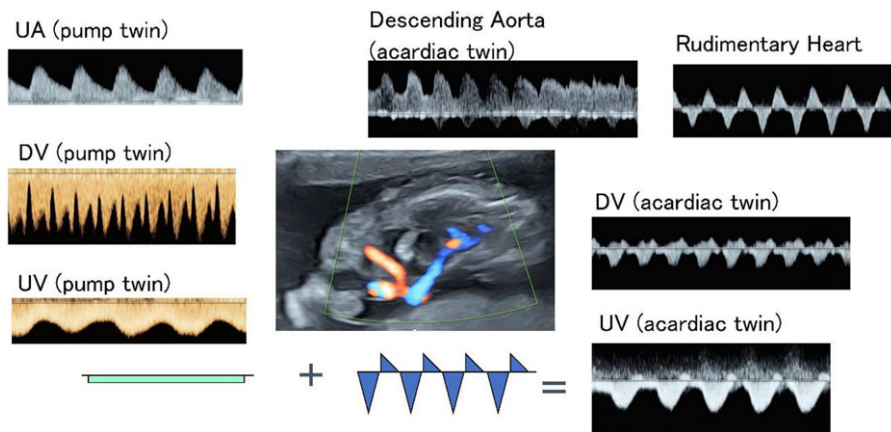 UA (pump twin)
Descending Aorta
(acardiac twin)
Rudimentary Heart
DV (pump twin)
DV (acardiac twin)
UV (pump twin)
UV (acardiac twin)
+
=